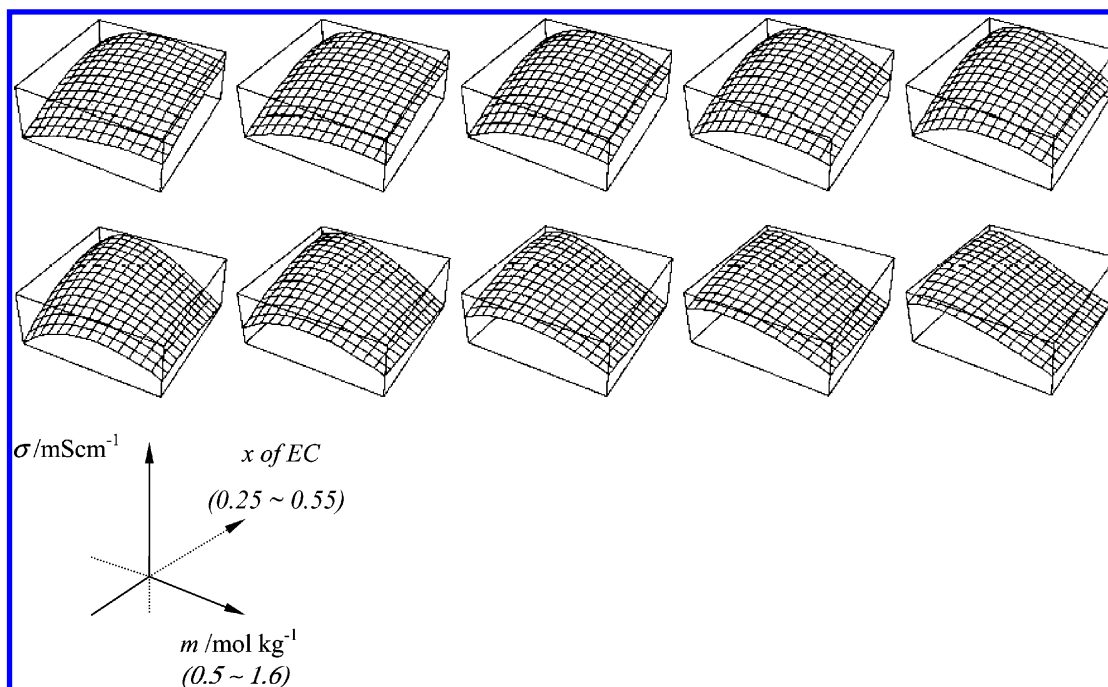 σ /mScm⁻¹
x of EC
(0.25 ~ 0.55)
m /mol kg⁻¹
(0.5 ~ 1.6)